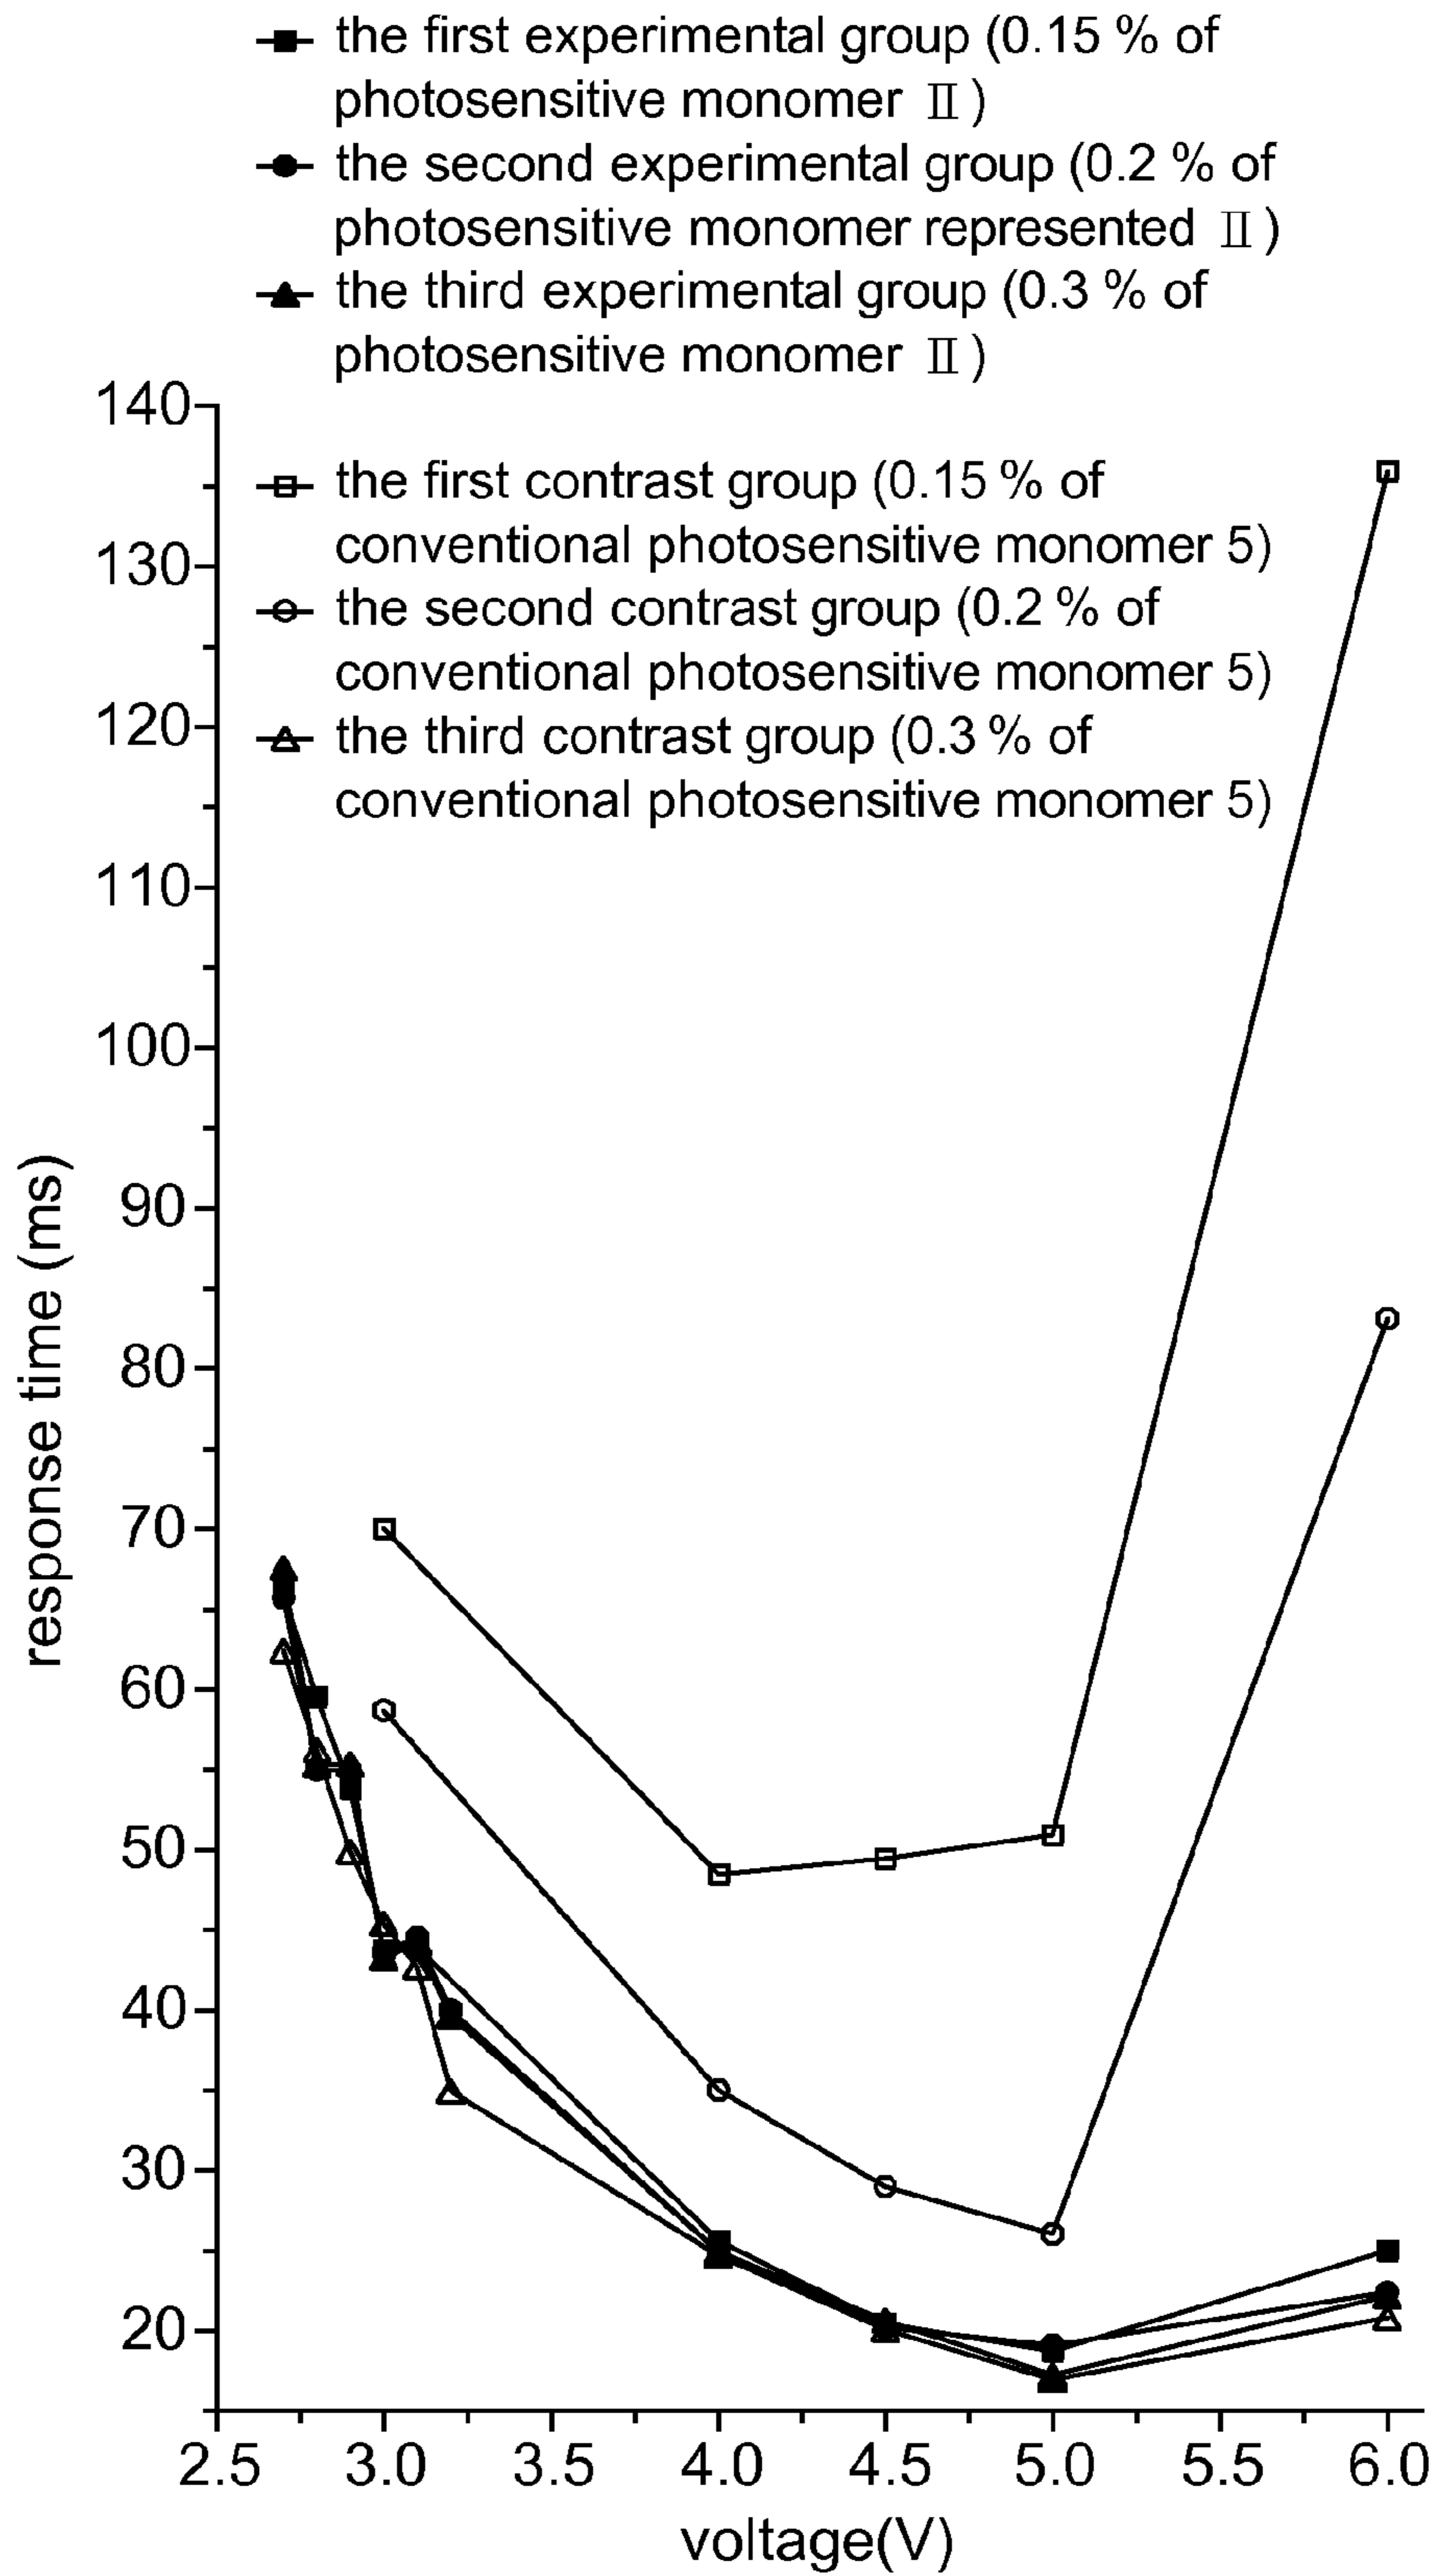 the first experimental group (0.15 % of
photosensitive monomer Ⅱ)
the second experimental group (0.2 % of
photosensitive monomer represented Ⅱ)
the third experimental group (0.3 % of
photosensitive monomer Ⅱ)
140
the first contrast group (0.15 % of
conventional photosensitive monomer 5)
130
the second contrast group (0.2 % of
conventional photosensitive monomer 5)
120
the third contrast group (0.3 % of
conventional photosensitive monomer 5)
110
100
90
80
70
60
50
40
30
20
response time (ms)
2.5 3.0 3.5 4.0 4.5 5.0 5.5 6.0
voltage(V)